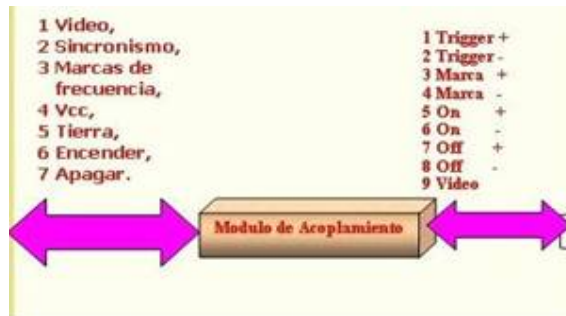 1 Video,
2 Sincronismo,
3 Marcas de
frecuencia,
4 Vcc,
5 Tierra,
6 Encender,
7 Apagar.
1 Trigger +
2 Trigger -
3 Marca +
4 Marca -
5 On +
6 On -
7 Off +
8 Off -
9 Video
Modulo de Acoplamiento